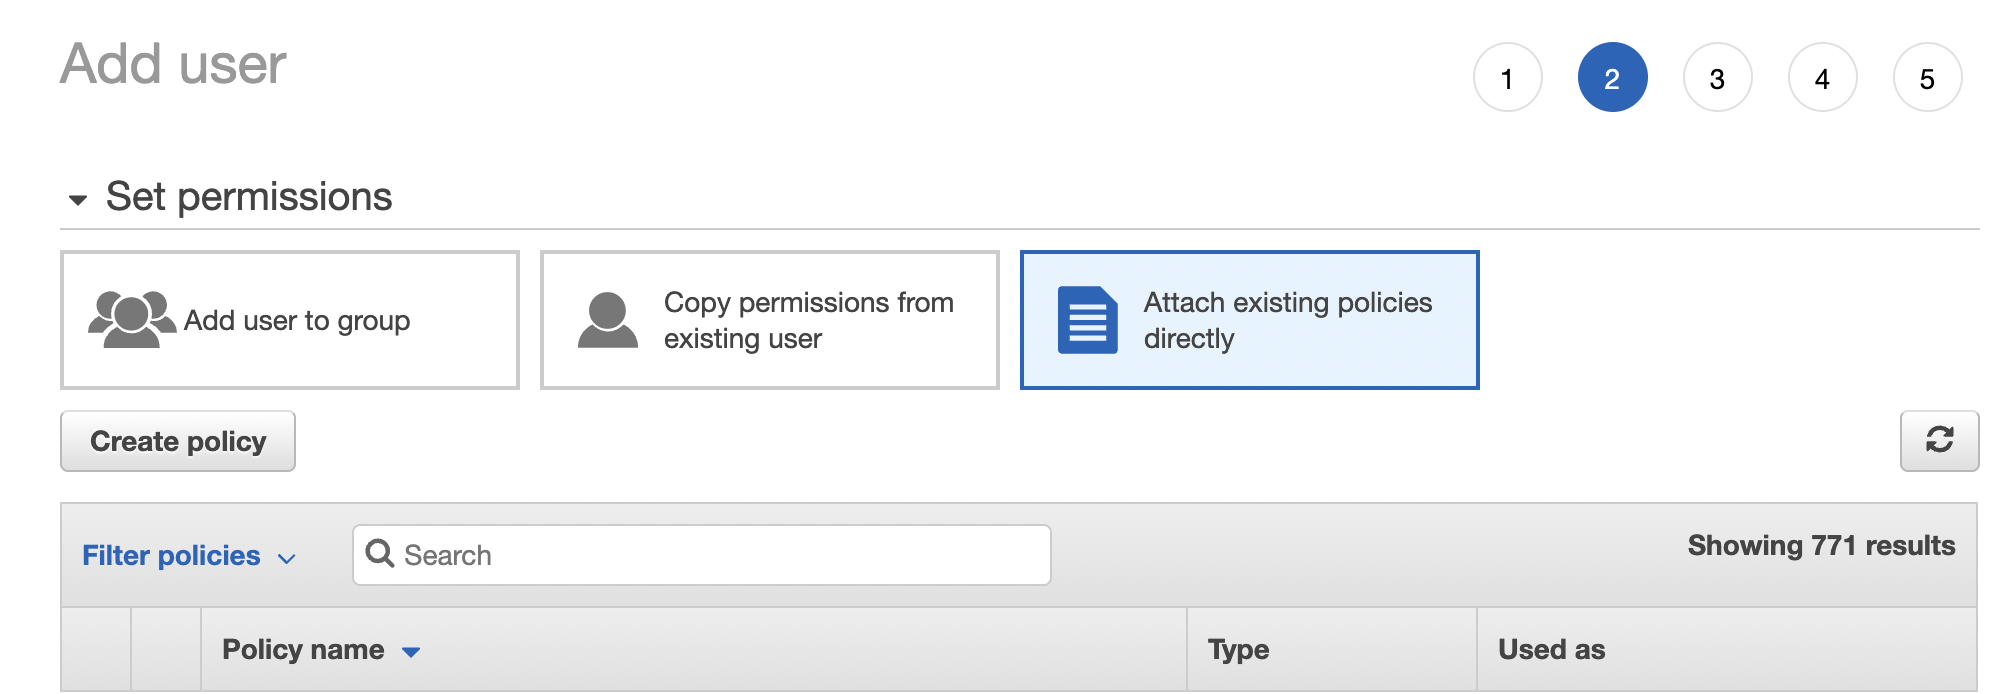 Add user
1 2 3 4 5
Set permissions
Add user to group
Copy permissions from
existing user
Attach existing policies
directly
Create policy
Filter policies
Search
Showing 771 results
Policy name
Type
Used as